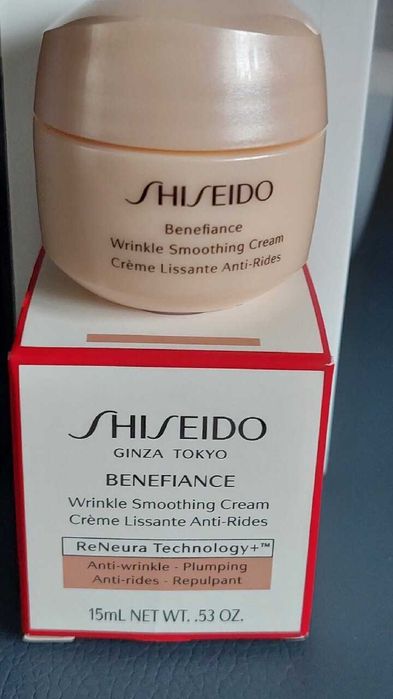 SHISEIDO
Benefiance
Wrinkle Smoothing Cream
Crème Lissante Anti-Rides
SHISEIDO
GINZA TOKYO
BENEFIANCE
Wrinkle Smoothing Cream
Crème Lissante Anti-Rides
ReNeura Technology+™
Anti-wrinkle - Plumping
Anti-rides - Repulpant
15mL NET WT. .53 OZ.